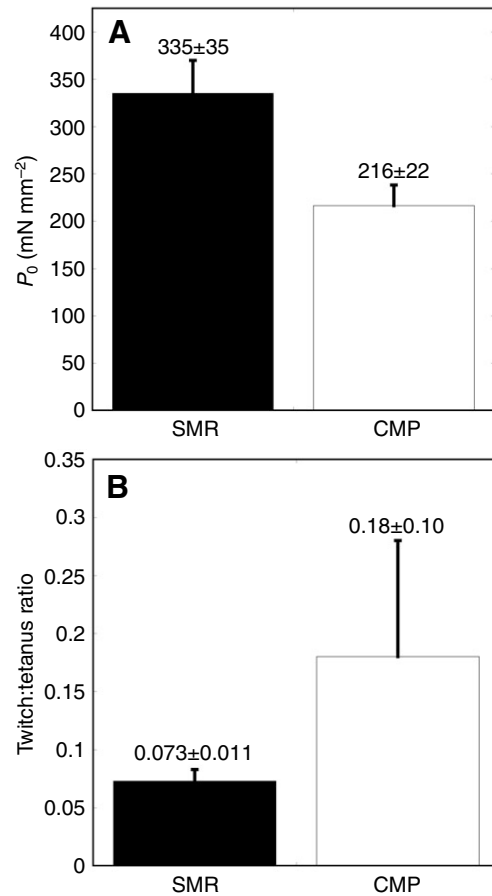 A
400
350
300
250
200
150
100
50
0
P0 (mN mm–2)
335±35
216±22
SMR
CMP
B
0.35
0.3
0.25
0.2
0.15
0.1
0.05
0
Twitch:tetanus ratio
0.073±0.011
0.18±0.10
SMR
CMP